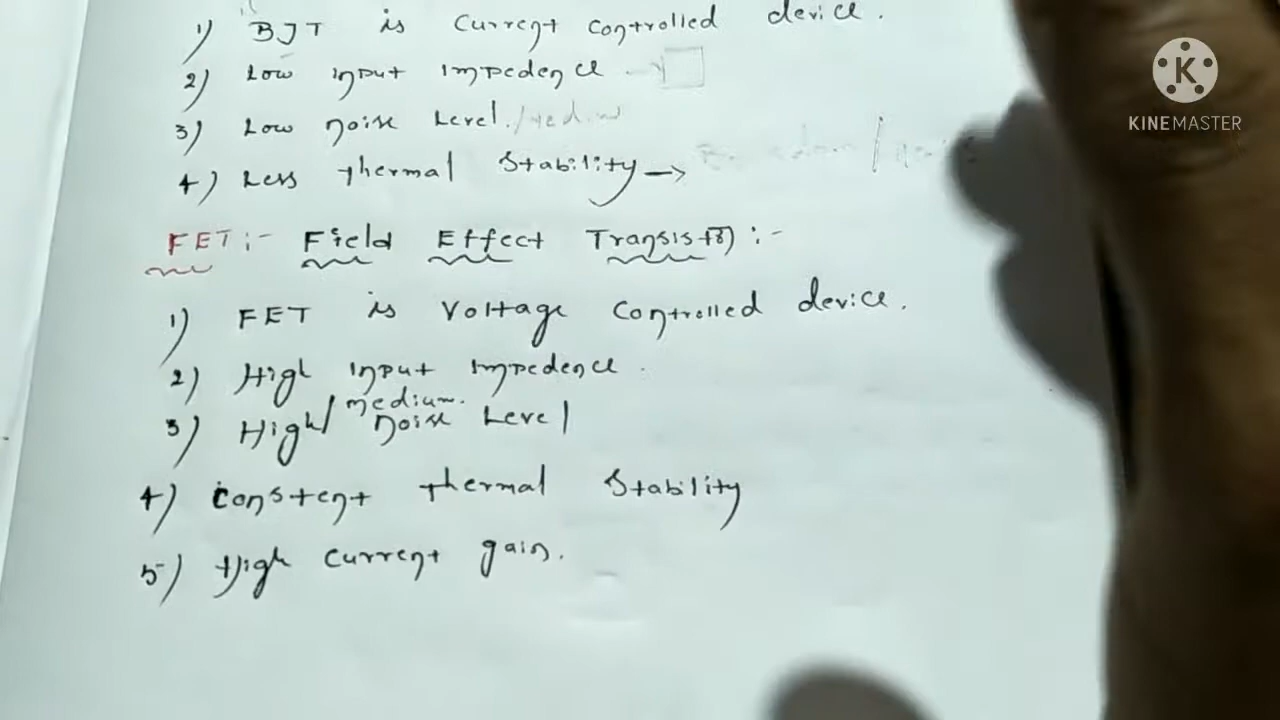 1) BJT is Current Controlled device.
2) Low input impedence
3) Low noise Level.
4) Less thermal Stability →
FET :- Field Effect Transistor :-
1) FET is Voltage Controlled device.
2) High input impedence.
3) High/medium. noise Level
4) Constent thermal Stability
5) High Current gain.
K
KINEMASTER